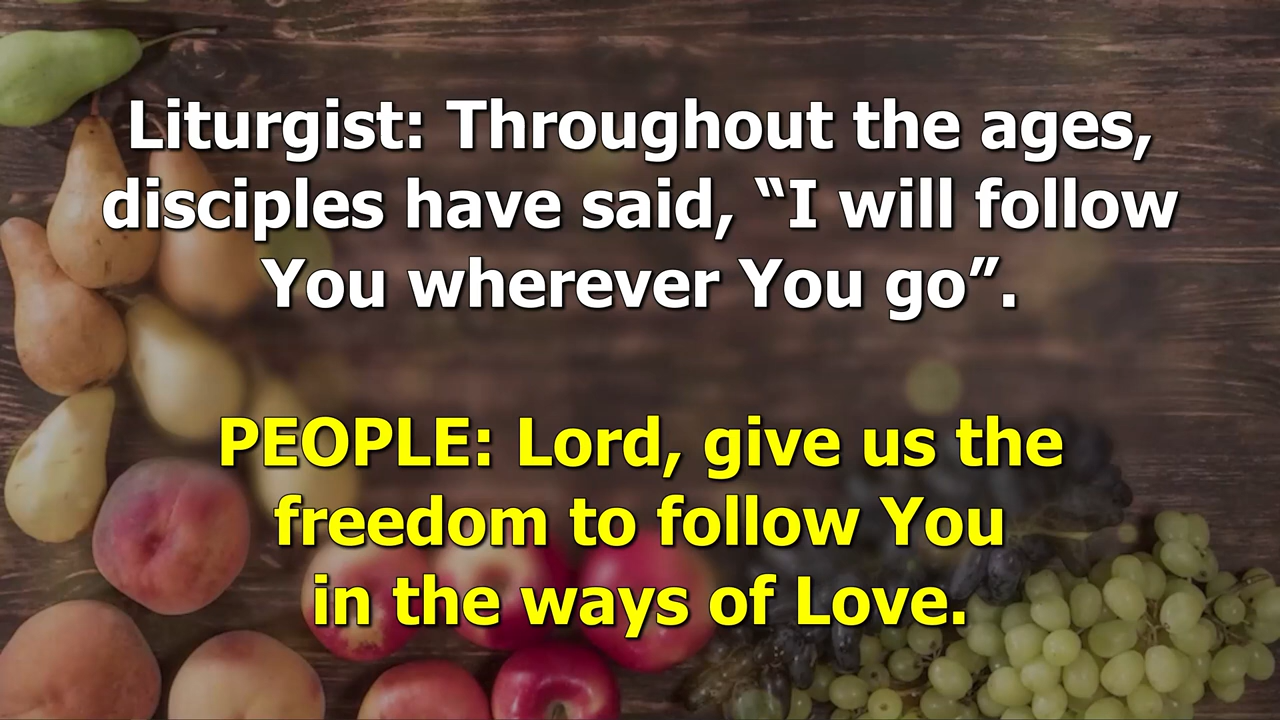 Liturgist: Throughout the ages,
disciples have said, “I will follow
You wherever You go”.
PEOPLE: Lord, give us the
freedom to follow You
in the ways of Love.